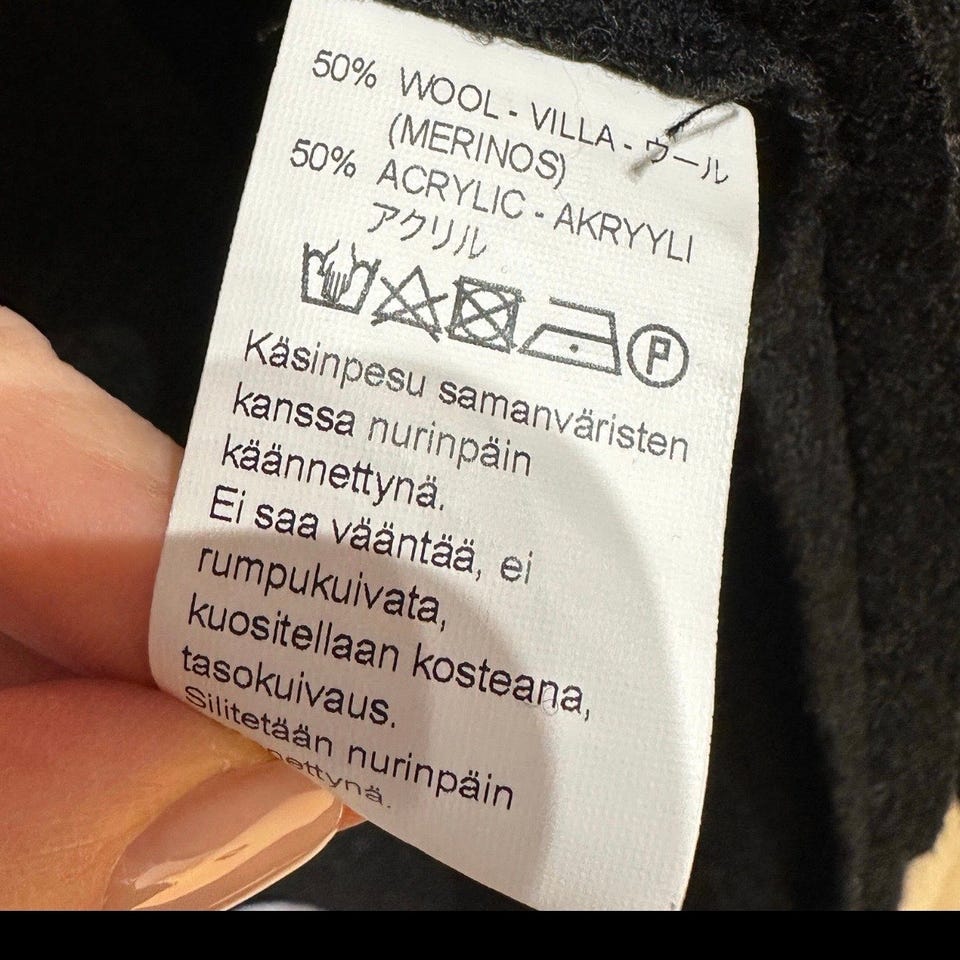 50% WOOL - VILLA - ウール
(MERINOS)
50% ACRYLIC - AKRYYLI
アクリル
P
Käsinpesu samanväristen
kanssa nurinpäin
käännettynä.
Ei saa vääntää, ei
rumpukuivata,
kuositellaan kosteana,
tasokuivaus.
Silitetään nurinpäin